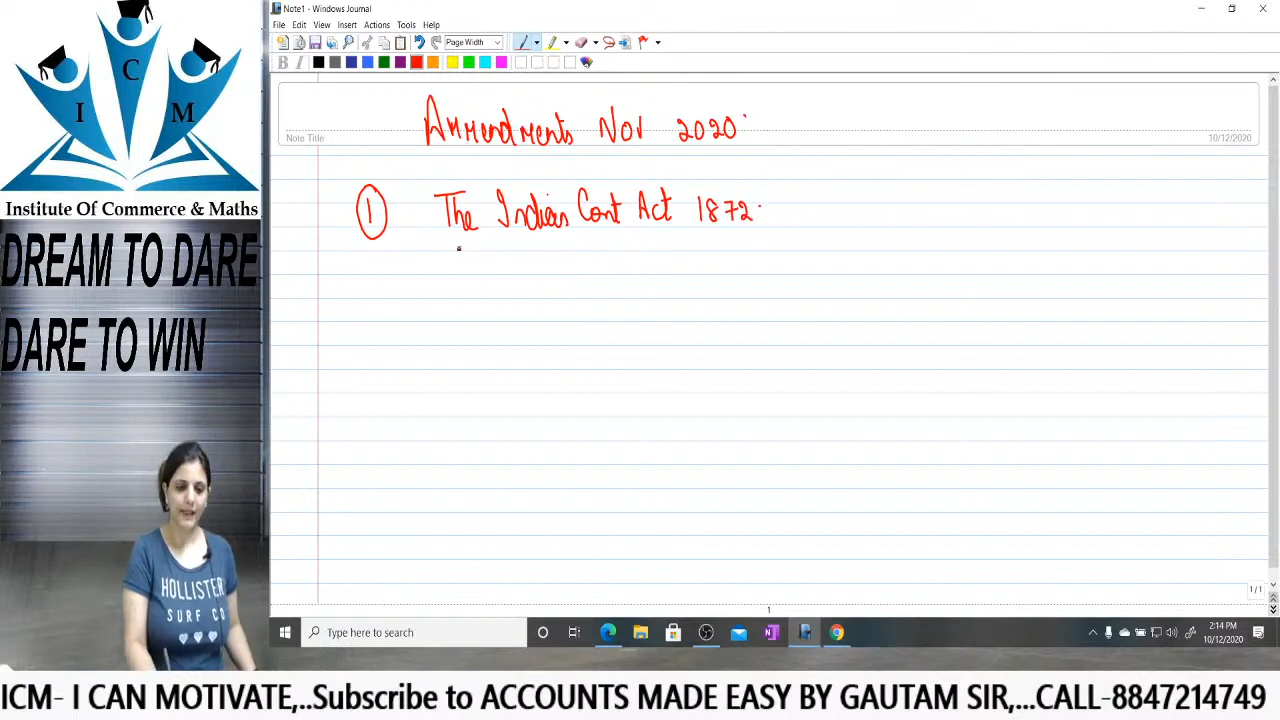 C
I M
Institute Of Commerce & Maths
DREAM TO DARE
DARE TO WIN
HOLLISTER
SURF CO
Note1 - Windows Journal
File Edit View Insert Actions Tools Help
Page Width
B I
Ammendments Nov 2020
Note Title
10/12/2020
① The Indian Cont Act 1872.
1/1
1
Type here to search
2:14 PM
10/12/2020
ICM- I CAN MOTIVATE,..Subscribe to ACCOUNTS MADE EASY BY GAUTAM SIR,...CALL-8847214749